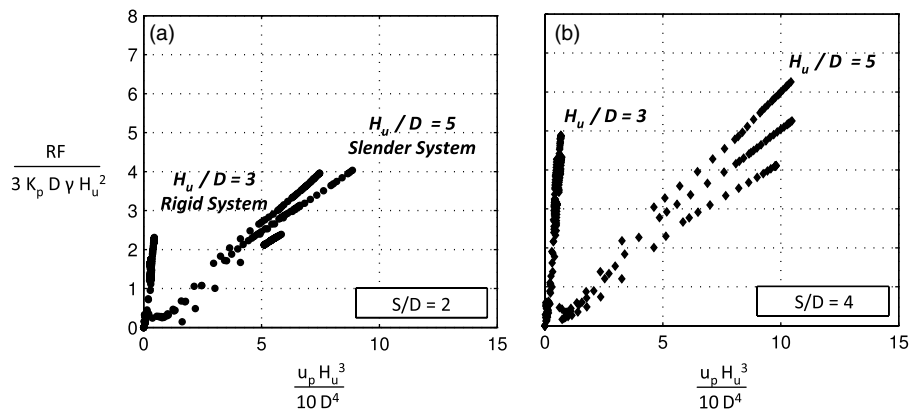 (a)
8
7
6
5
4
3
2
1
0
0
5
10
15
H_u / D = 5
Slender System
H_u / D = 3
Rigid System
S/D = 2
RF
3 K_p D γ H_u^2
u_p H_u^3
10 D^4
(b)
H_u / D = 5
H_u / D = 3
S/D = 4
0
5
10
15
u_p H_u^3
10 D^4